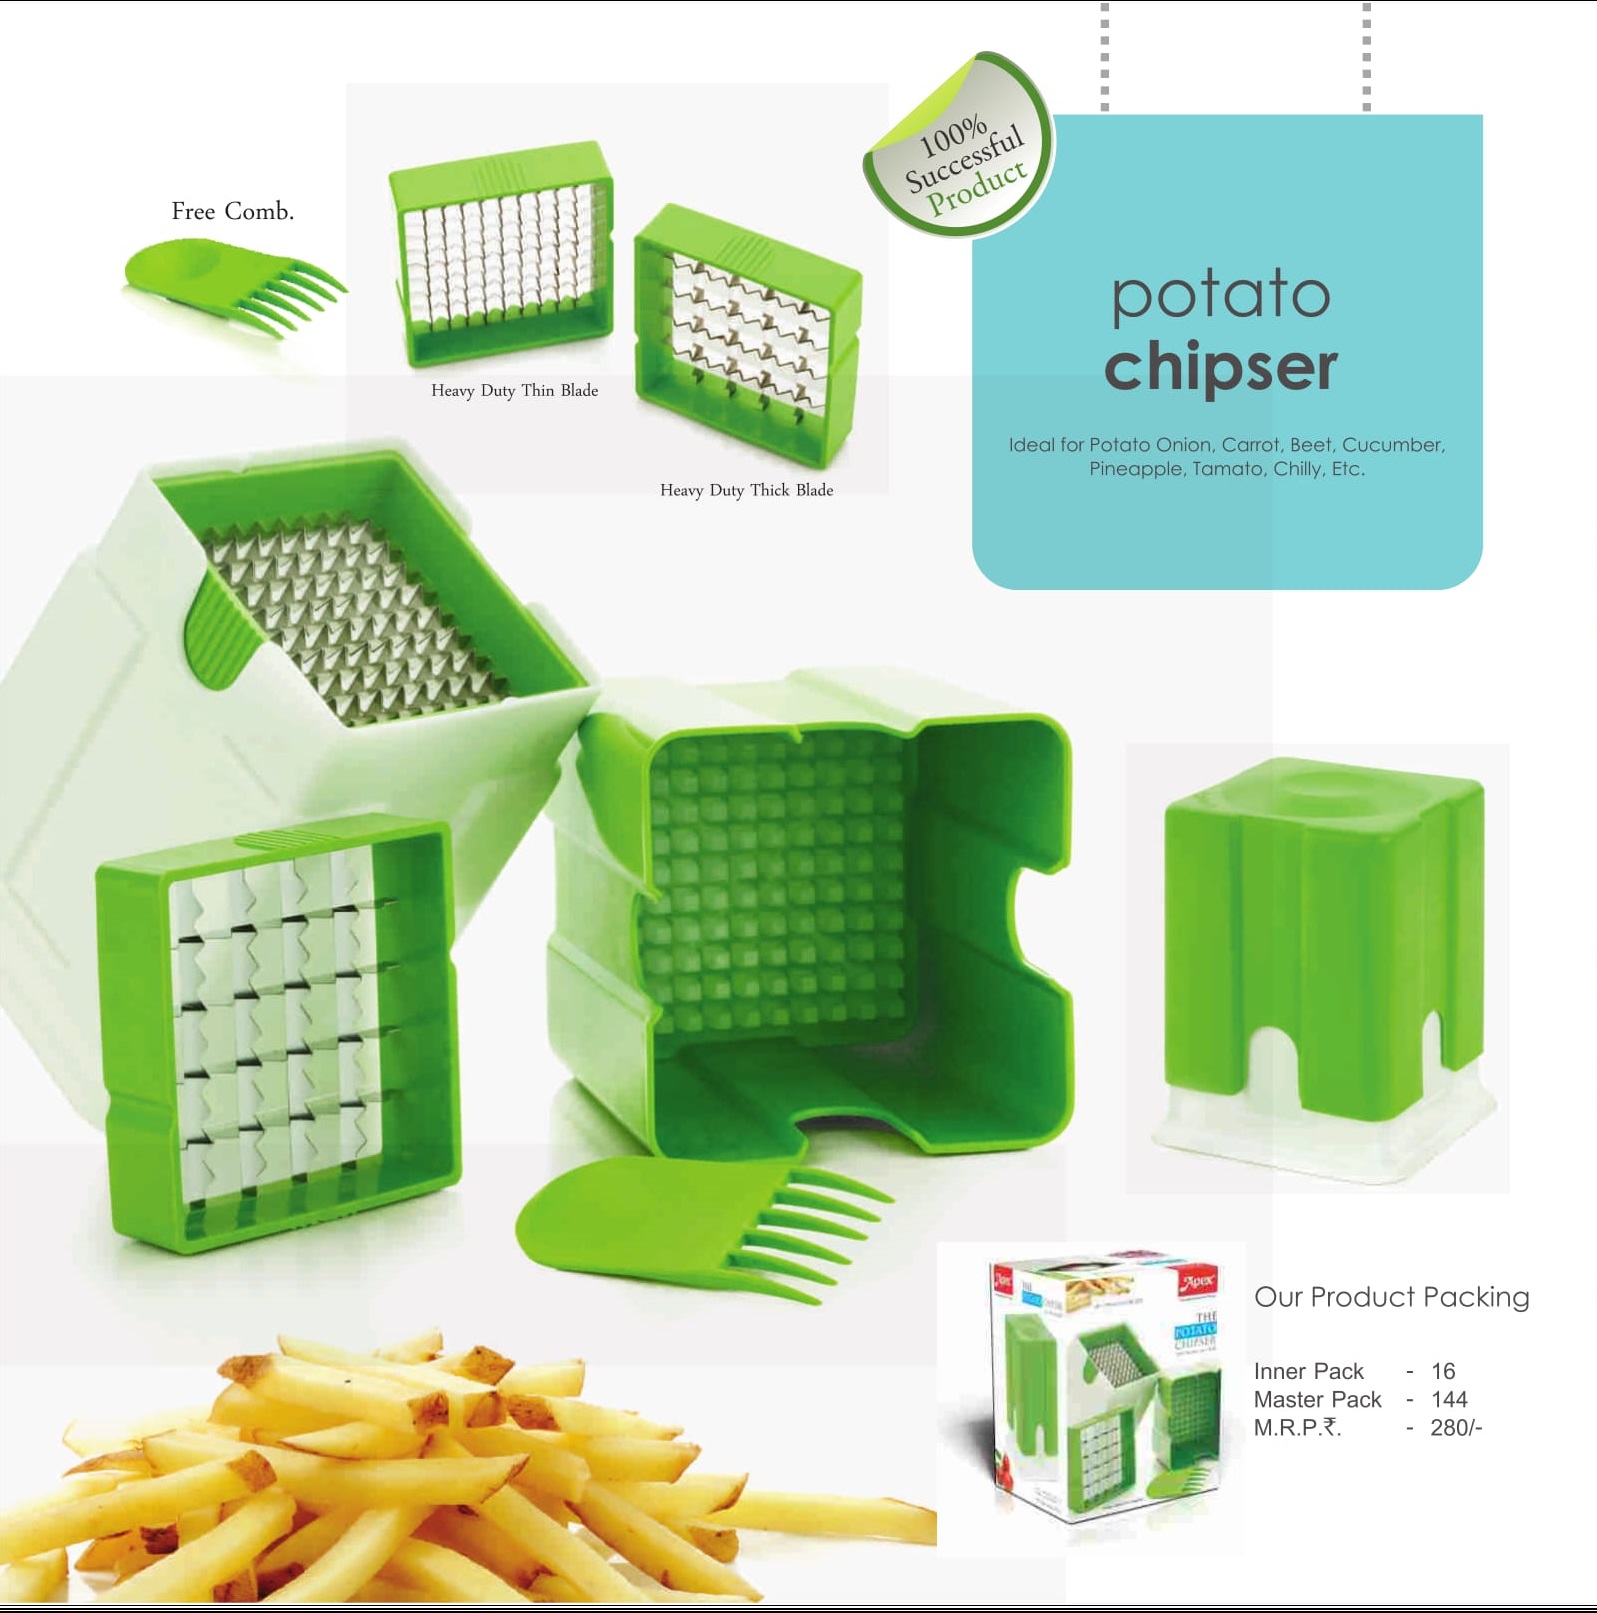 100%
Successful
Product
Free Comb.
potato
chipser
Heavy Duty Thin Blade
Ideal for Potato Onion, Carrot, Beet, Cucumber,
Pineapple, Tamato, Chilly, Etc.
Heavy Duty Thick Blade
Apex
Apex
THE
POTATO
CHIPSER
Our Product Packing
Inner Pack - 16
Master Pack - 144
M.R.P.₹. - 280/-